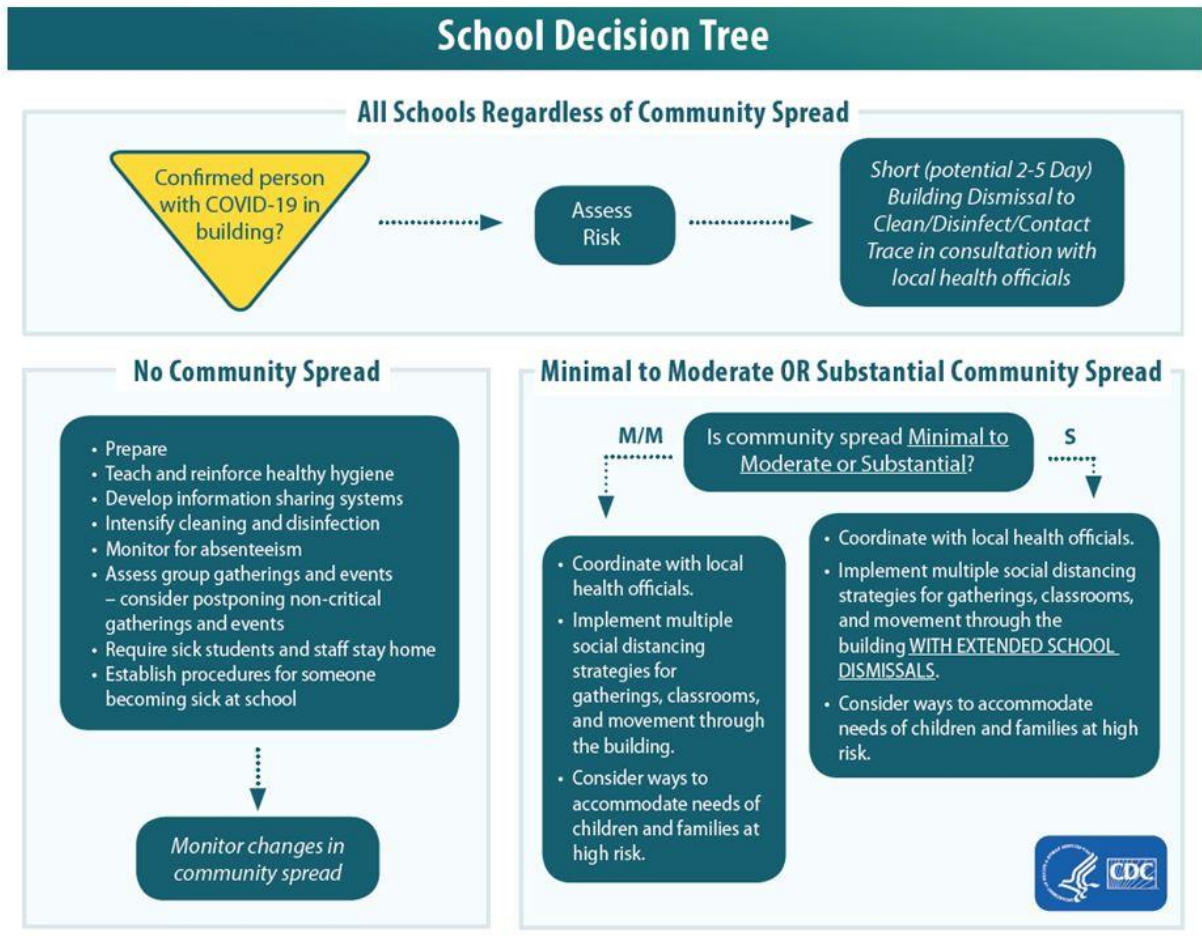 School Decision Tree
All Schools Regardless of Community Spread
Confirmed person
with COVID-19 in
building?
Assess
Risk
Short (potential 2-5 Day)
Building Dismissal to
Clean/Disinfect/Contact
Trace in consultation with
local health officials
No Community Spread
• Prepare
• Teach and reinforce healthy hygiene
• Develop information sharing systems
• Intensify cleaning and disinfection
• Monitor for absenteeism
• Assess group gatherings and events
– consider postponing non-critical
gatherings and events
• Require sick students and staff stay home
• Establish procedures for someone
becoming sick at school
Monitor changes in
community spread
Minimal to Moderate OR Substantial Community Spread
Is community spread Minimal to
Moderate or Substantial?
M/M
• Coordinate with local
health officials.
• Implement multiple
social distancing
strategies for
gatherings, classrooms,
and movement through
the building.
• Consider ways to
accommodate needs of
children and families at
high risk.
S
• Coordinate with local health officials.
• Implement multiple social distancing
strategies for gatherings, classrooms,
and movement through the
building WITH EXTENDED SCHOOL
DISMISSALS.
• Consider ways to accommodate
needs of children and families at high
risk.
CDC